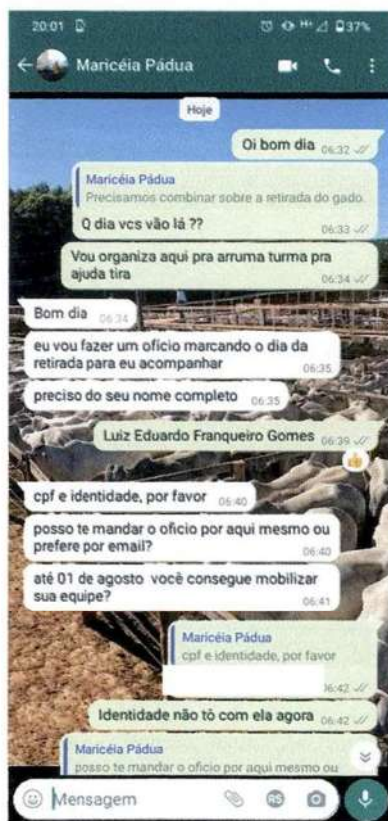 20:01 H+ 37%
Maricéia Pádua
Hoje
Oi bom dia 06:32
Maricéia Pádua
Precisamos combinar sobre a retirada do gado.
Q dia vcs vão lá ?? 06:33
Vou organiza aqui pra arruma turma pra
ajuda tira 06:34
Bom dia 06:34
eu vou fazer um ofício marcando o dia da
retirada para eu acompanhar 06:35
preciso do seu nome completo 06:35
Luiz Eduardo Franqueiro Gomes 06:39
cpf e identidade, por favor 06:40
posso te mandar o oficio por aqui mesmo ou
prefere por email? 06:40
até 01 de agosto você consegue mobilizar
sua equipe? 06:41
Maricéia Pádua
cpf e identidade, por favor
06:42
Identidade não tô com ela agora 06:42
Maricéia Pádua
posso te mandar o oficio por aqui mesmo ou
Mensagem